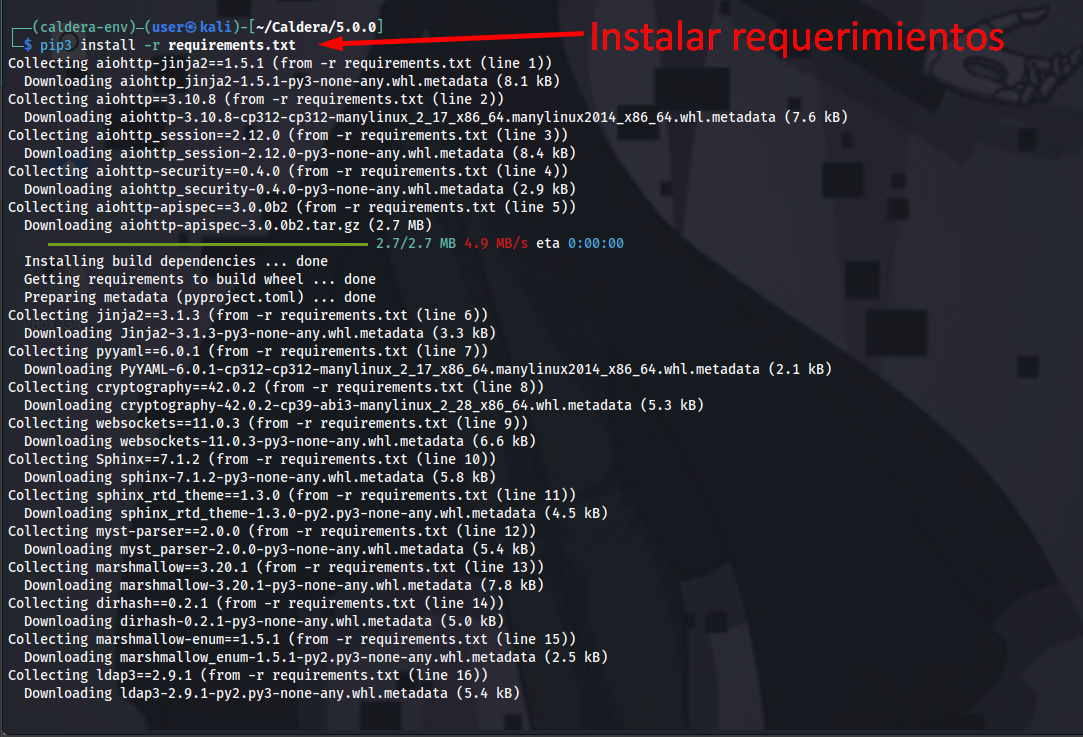 ┌──(caldera-env)─(user㉿kali)-[~/Caldera/5.0.0]
└─$ pip3 install -r requirements.txt
Instalar requerimientos
Collecting aiohttp-jinja2==1.5.1 (from -r requirements.txt (line 1))
Downloading aiohttp_jinja2-1.5.1-py3-none-any.whl.metadata (8.1 kB)
Collecting aiohttp==3.10.8 (from -r requirements.txt (line 2))
Downloading aiohttp-3.10.8-cp312-cp312-manylinux_2_17_x86_64.manylinux2014_x86_64.whl.metadata (7.6 kB)
Collecting aiohttp_session==2.12.0 (from -r requirements.txt (line 3))
Downloading aiohttp_session-2.12.0-py3-none-any.whl.metadata (8.4 kB)
Collecting aiohttp-security==0.4.0 (from -r requirements.txt (line 4))
Downloading aiohttp_security-0.4.0-py3-none-any.whl.metadata (2.9 kB)
Collecting aiohttp-apispec==3.0.0b2 (from -r requirements.txt (line 5))
Downloading aiohttp-apispec-3.0.0b2.tar.gz (2.7 MB)
2.7/2.7 MB 4.9 MB/s eta 0:00:00
Installing build dependencies ... done
Getting requirements to build wheel ... done
Preparing metadata (pyproject.toml) ... done
Collecting jinja2==3.1.3 (from -r requirements.txt (line 6))
Downloading Jinja2-3.1.3-py3-none-any.whl.metadata (3.3 kB)
Collecting pyyaml==6.0.1 (from -r requirements.txt (line 7))
Downloading PyYAML-6.0.1-cp312-cp312-manylinux_2_17_x86_64.manylinux2014_x86_64.whl.metadata (2.1 kB)
Collecting cryptography==42.0.2 (from -r requirements.txt (line 8))
Downloading cryptography-42.0.2-cp39-abi3-manylinux_2_28_x86_64.whl.metadata (5.3 kB)
Collecting websockets==11.0.3 (from -r requirements.txt (line 9))
Downloading websockets-11.0.3-py3-none-any.whl.metadata (6.6 kB)
Collecting Sphinx==7.1.2 (from -r requirements.txt (line 10))
Downloading sphinx-7.1.2-py3-none-any.whl.metadata (5.8 kB)
Collecting sphinx_rtd_theme==1.3.0 (from -r requirements.txt (line 11))
Downloading sphinx_rtd_theme-1.3.0-py2.py3-none-any.whl.metadata (4.5 kB)
Collecting myst-parser==2.0.0 (from -r requirements.txt (line 12))
Downloading myst_parser-2.0.0-py3-none-any.whl.metadata (5.4 kB)
Collecting marshmallow==3.20.1 (from -r requirements.txt (line 13))
Downloading marshmallow-3.20.1-py3-none-any.whl.metadata (7.8 kB)
Collecting dirhash==0.2.1 (from -r requirements.txt (line 14))
Downloading dirhash-0.2.1-py3-none-any.whl.metadata (5.0 kB)
Collecting marshmallow-enum==1.5.1 (from -r requirements.txt (line 15))
Downloading marshmallow_enum-1.5.1-py2.py3-none-any.whl.metadata (2.5 kB)
Collecting ldap3==2.9.1 (from -r requirements.txt (line 16))
Downloading ldap3-2.9.1-py2.py3-none-any.whl.metadata (5.4 kB)